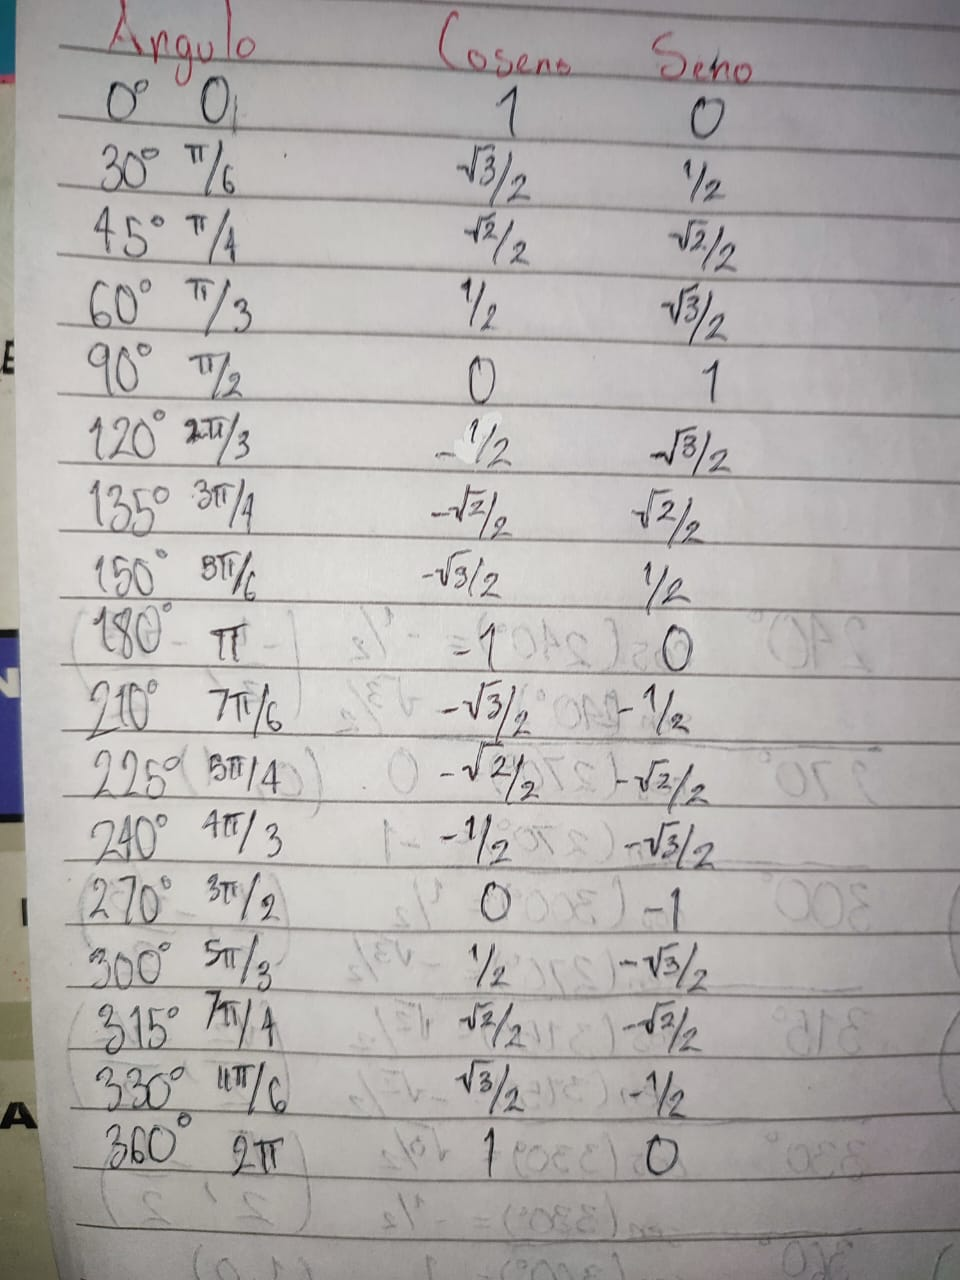 Ángulo Coseno Seno
0° 0 1 0
30° π/6 √3/2 1/2
45° π/4 √2/2 √2/2
60° π/3 1/2 √3/2
90° π/2 0 1
120° 2π/3 -1/2 -√3/2
135° 3π/4 -√2/2 √2/2
150° 5π/6 -√3/2 1/2
180° π -1 0
210° 7π/6 -√3/2 -1/2
225° 5π/4 -√2/2 -√2/2
240° 4π/3 -1/2 -√3/2
270° 3π/2 0 -1
300° 5π/3 1/2 -√3/2
315° 7π/4 √2/2 -√2/2
330° 11π/6 √3/2 -1/2
360° 2π 1 0